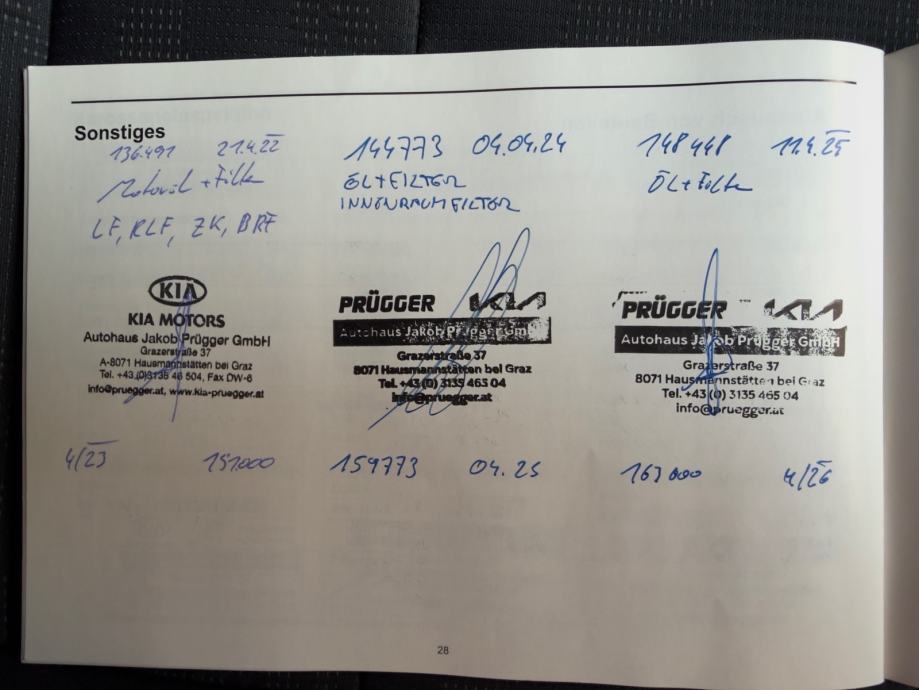 Sonstiges
136.491 21.4.22
Motoröl + Filter
LF, RLF, ZK, BRF
KIA
KIA MOTORS
Autohaus Jakob Prügger GmbH
Grazerstraße 37
A-8071 Hausmannstätten bei Graz
Tel. +43 (0)3135 46 504, Fax DW-6
info@pruegger.at, www.kia-pruegger.at
4/23 151.000
144773 04.04.24
ÖL+FILTER
INNENRAUMFILTER
PRÜGGER KIA
Autohaus Jakob Prügger GmbH
Grazerstraße 37
8071 Hausmannstätten bei Graz
Tel. +43 (0) 3135 465 04
info@pruegger.at
159773 04.25
148448 11.4.25
ÖL + Filter
PRÜGGER KIA
Autohaus Jakob Prügger GmbH
Grazerstraße 37
8071 Hausmannstätten bei Graz
Tel. +43 (0) 3135 465 04
info@pruegger.at
163000 4/26
28